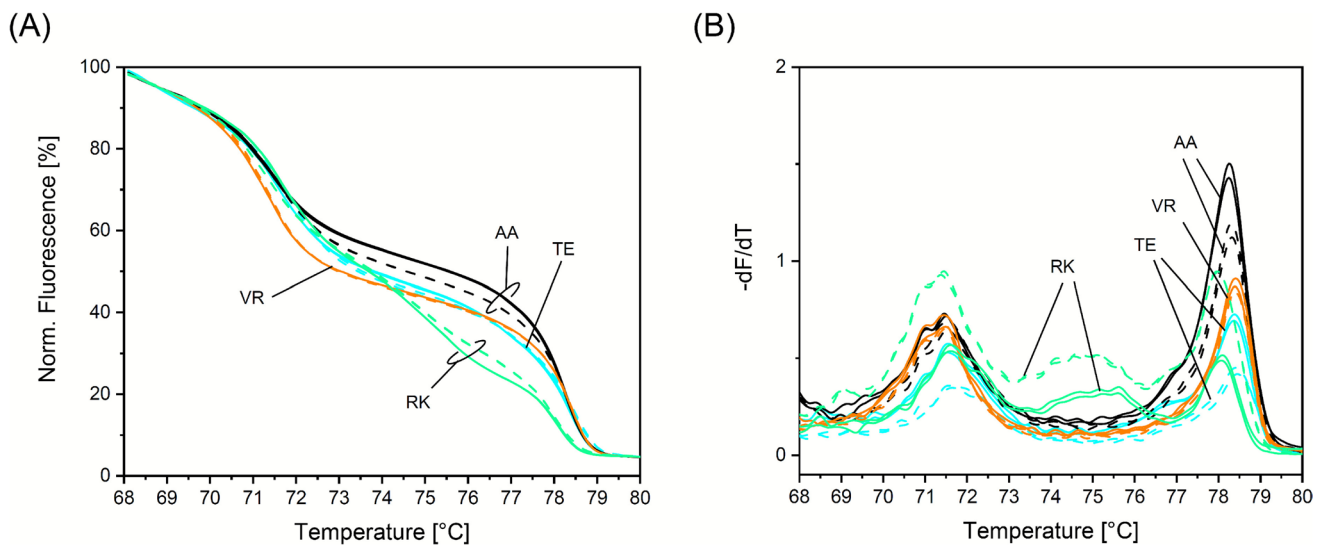 (A)
(B)
100
80
60
40
20
0
Norm. Fluorescence [%]
AA
TE
VR
RK
68 69 70 71 72 73 74 75 76 77 78 79 80
Temperature [°C]
2
1
0
-dF/dT
AA
VR
TE
RK
68 69 70 71 72 73 74 75 76 77 78 79 80
Temperature [°C]